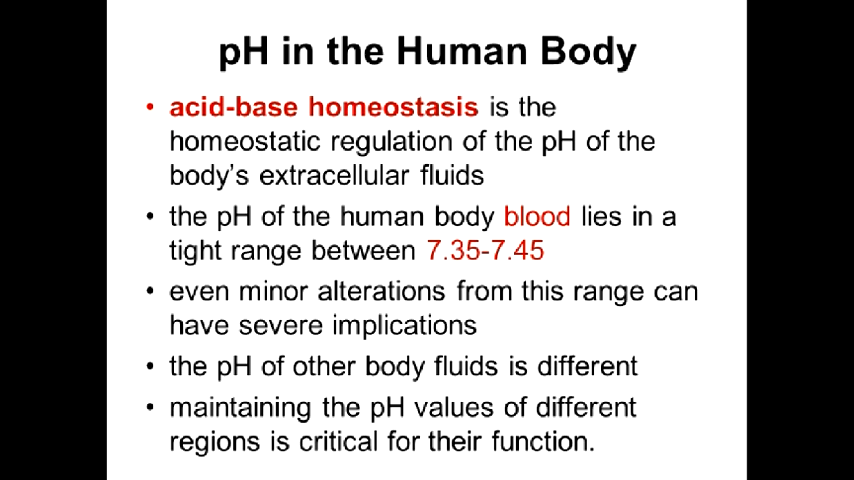 pH in the Human Body
• acid-base homeostasis is the
homeostatic regulation of the pH of the
body’s extracellular fluids
• the pH of the human body blood lies in a
tight range between 7.35-7.45
• even minor alterations from this range can
have severe implications
• the pH of other body fluids is different
• maintaining the pH values of different
regions is critical for their function.